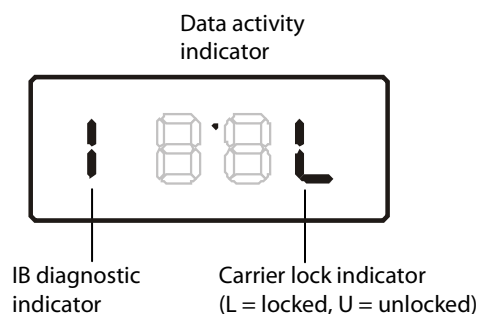 Data activity
indicator
1 L
IB diagnostic
indicator
Carrier lock indicator
(L = locked, U = unlocked)